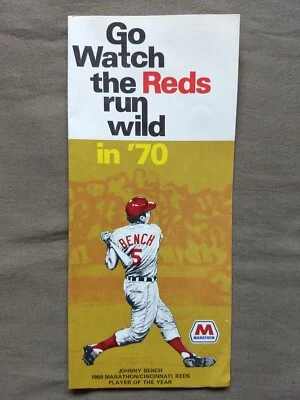 Go
Watch
the Reds
run
wild
in '70
BENCH
5
M
MARATHON
JOHNNY BENCH
1969 MARATHON/CINCINNATI REDS
PLAYER OF THE YEAR